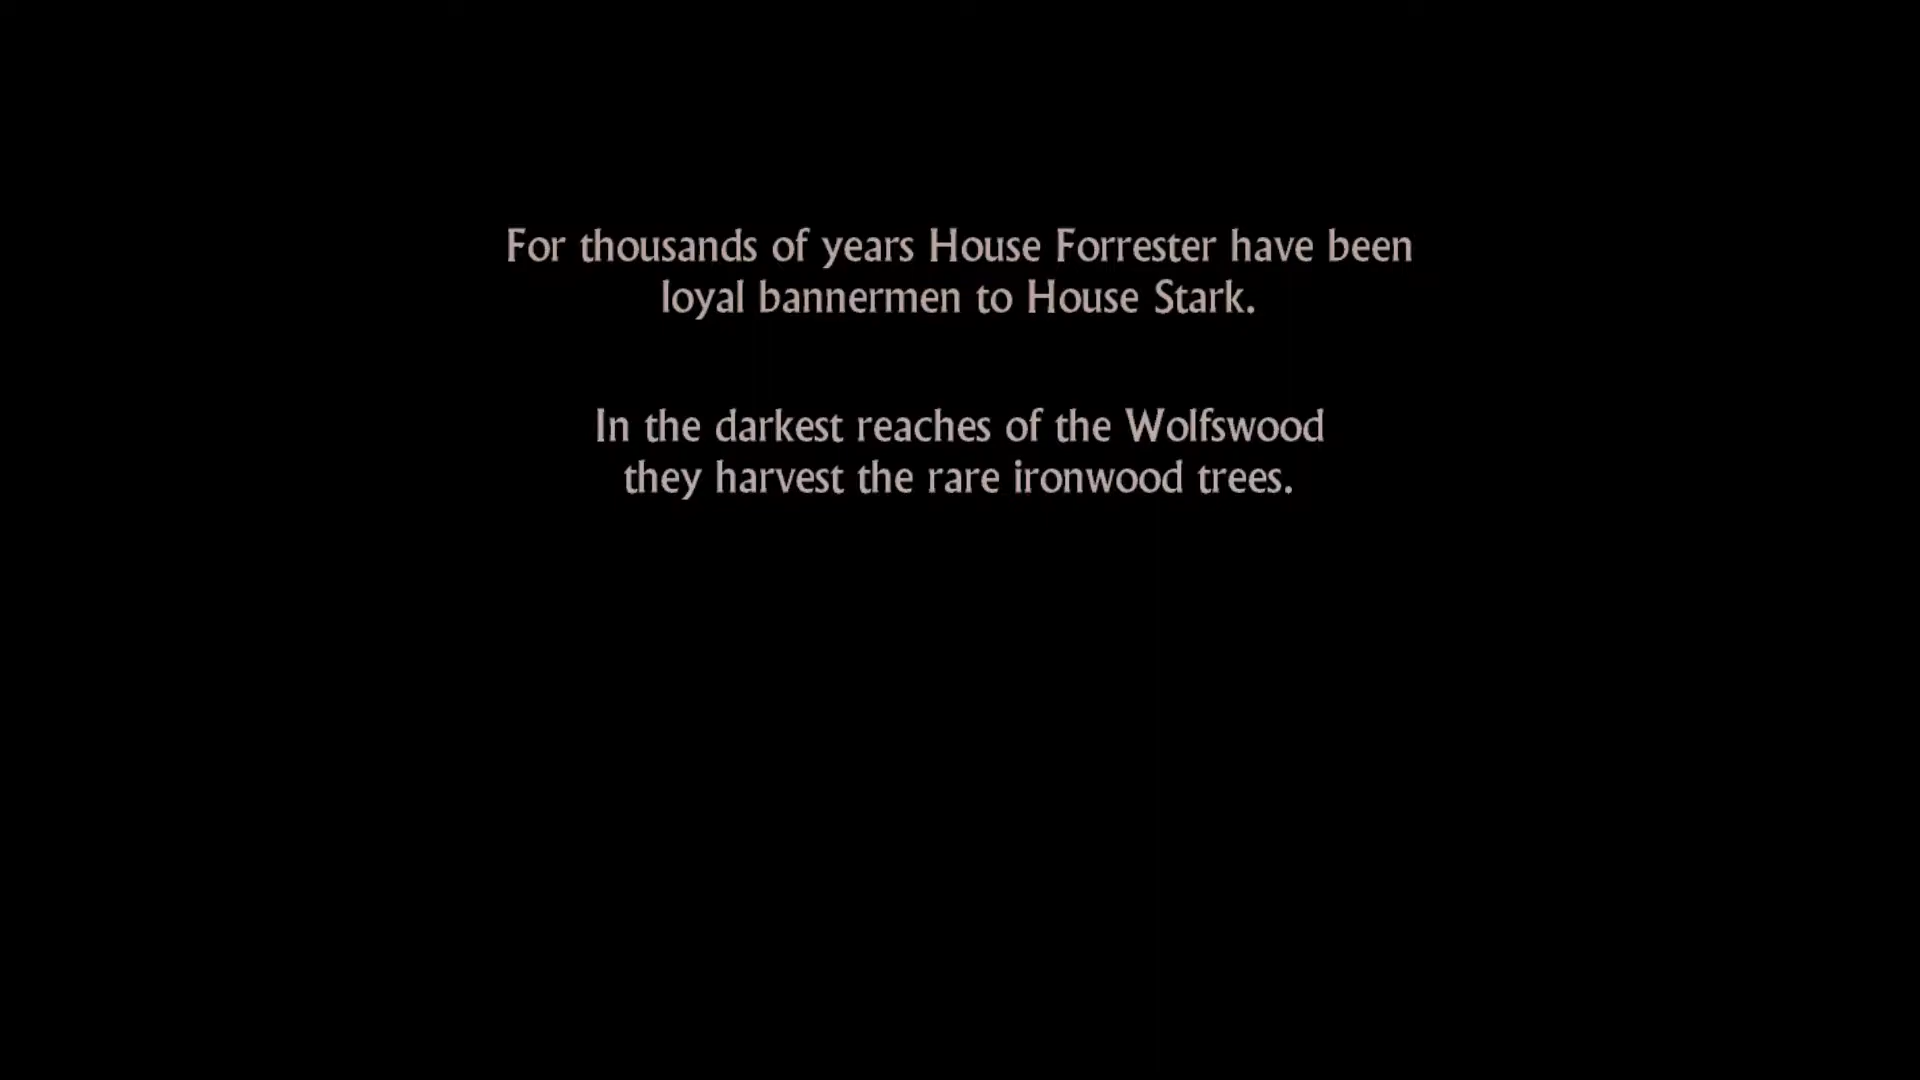 For thousands of years House Forrester have been
loyal bannermen to House Stark.
In the darkest reaches of the Wolfswood
they harvest the rare ironwood trees.